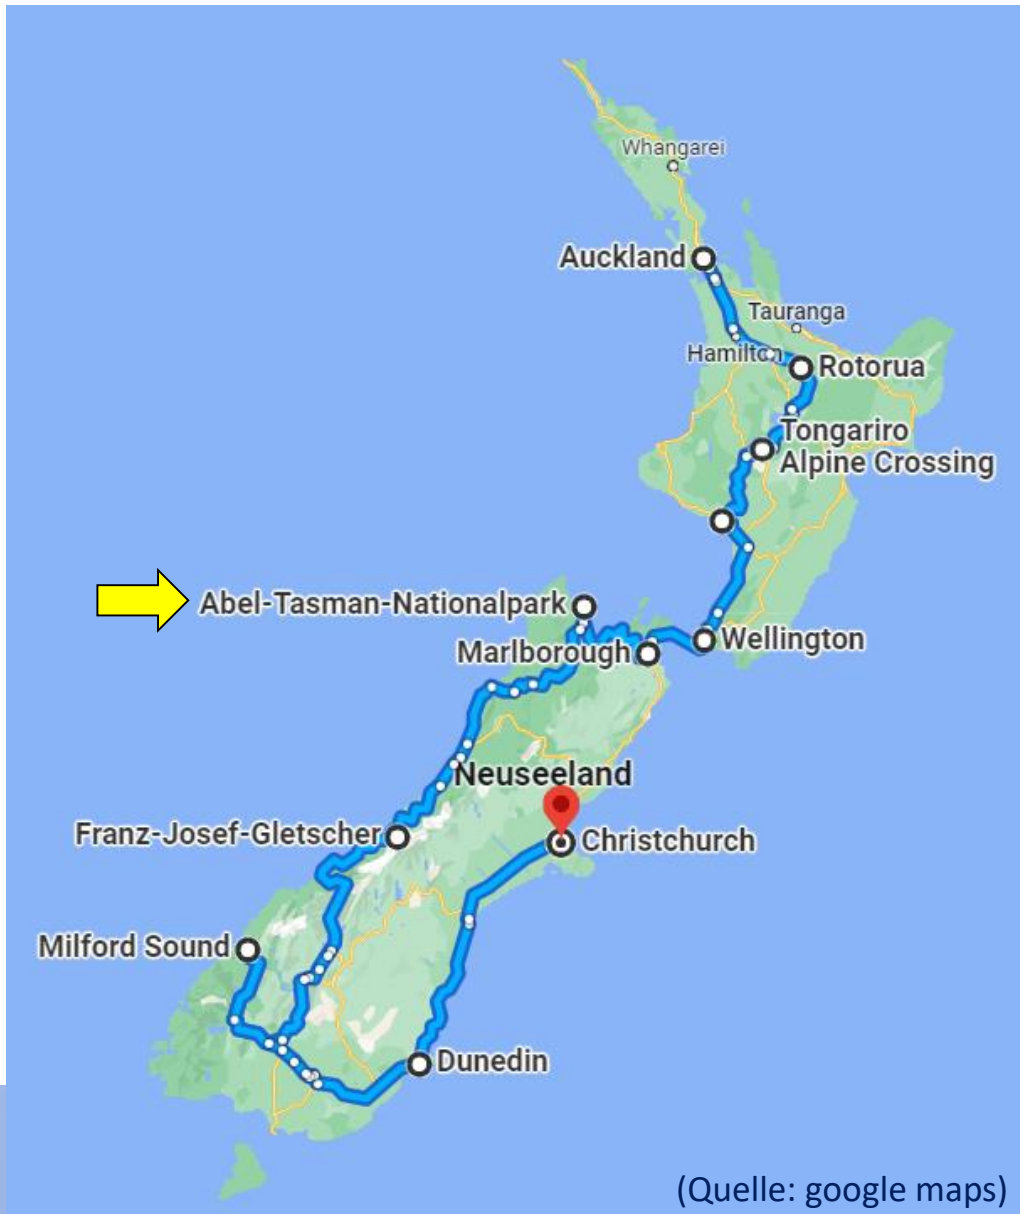 Whangarei
Auckland
Tauranga
Hamilton
Rotorua
Tongariro
Alpine Crossing
Abel-Tasman-Nationalpark
Wellington
Marlborough
Neuseeland
Franz-Josef-Gletscher
Christchurch
Milford Sound
Dunedin
(Quelle: google maps)